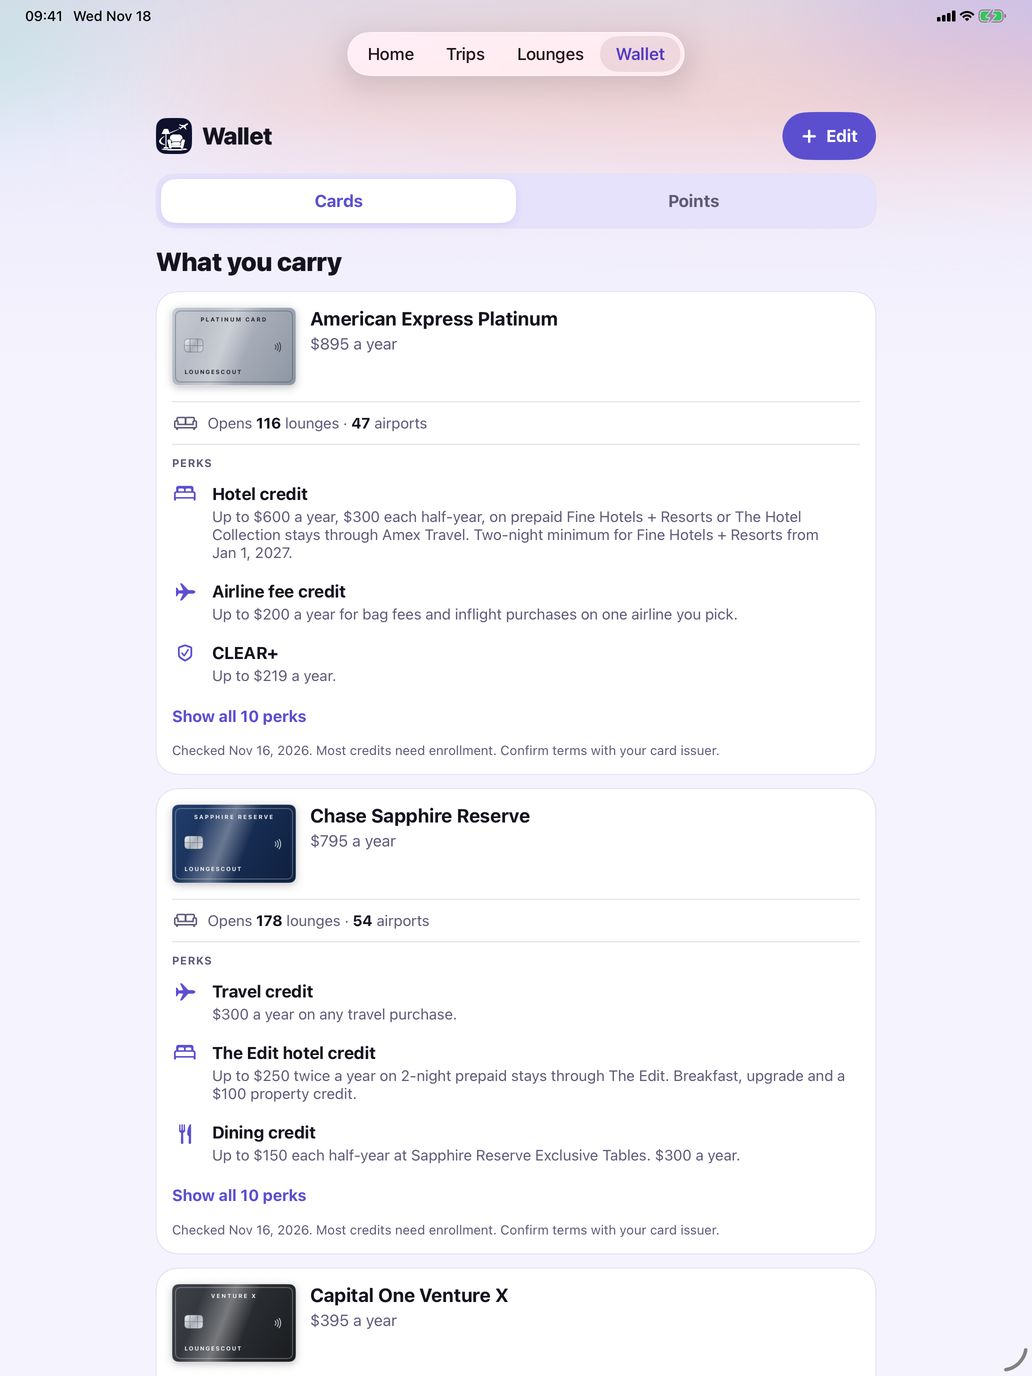 09:41 Wed Nov 18
Home Trips Lounges Wallet
Wallet
+ Edit
Cards Points
What you carry
PLATINUM CARD
LOUNGESCOUT
American Express Platinum
$895 a year
Opens 116 lounges · 47 airports
PERKS
Hotel credit
Up to $600 a year, $300 each half-year, on prepaid Fine Hotels + Resorts or The Hotel
Collection stays through Amex Travel. Two-night minimum for Fine Hotels + Resorts from
Jan 1, 2027.
Airline fee credit
Up to $200 a year for bag fees and inflight purchases on one airline you pick.
CLEAR+
Up to $219 a year.
Show all 10 perks
Checked Nov 16, 2026. Most credits need enrollment. Confirm terms with your card issuer.
SAPPHIRE RESERVE
LOUNGESCOUT
Chase Sapphire Reserve
$795 a year
Opens 178 lounges · 54 airports
PERKS
Travel credit
$300 a year on any travel purchase.
The Edit hotel credit
Up to $250 twice a year on 2-night prepaid stays through The Edit. Breakfast, upgrade and a
$100 property credit.
Dining credit
Up to $150 each half-year at Sapphire Reserve Exclusive Tables. $300 a year.
Show all 10 perks
Checked Nov 16, 2026. Most credits need enrollment. Confirm terms with your card issuer.
VENTURE X
LOUNGESCOUT
Capital One Venture X
$395 a year